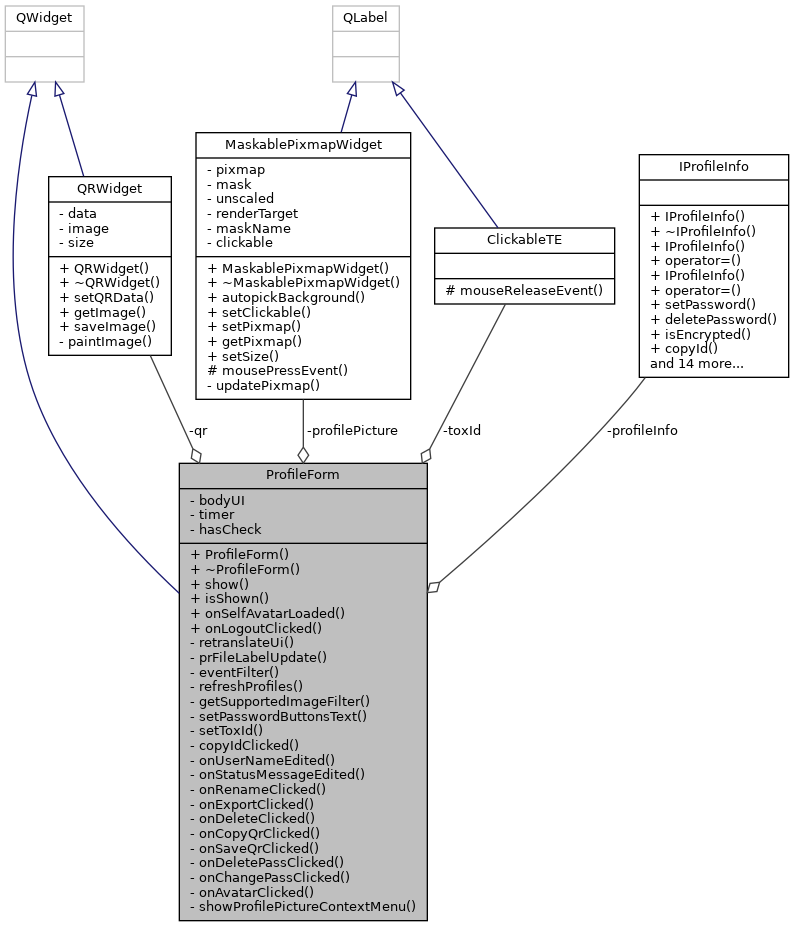 QWidget
QLabel
MaskablePixmapWidget
- pixmap
- mask
- unscaled
- renderTarget
- maskName
- clickable
+ MaskablePixmapWidget()
+ ~MaskablePixmapWidget()
+ autopickBackground()
+ setClickable()
+ setPixmap()
+ getPixmap()
+ setSize()
# mousePressEvent()
- updatePixmap()
IProfileInfo
+ IProfileInfo()
+ ~IProfileInfo()
+ IProfileInfo()
+ operator=()
+ IProfileInfo()
+ operator=()
+ setPassword()
+ deletePassword()
+ isEncrypted()
+ copyId()
and 14 more...
QRWidget
- data
- image
- size
+ QRWidget()
+ ~QRWidget()
+ setQRData()
+ getImage()
+ saveImage()
- paintImage()
ClickableTE
# mouseReleaseEvent()
-qr
-profilePicture
-toxId
-profileInfo
ProfileForm
- bodyUI
- timer
- hasCheck
+ ProfileForm()
+ ~ProfileForm()
+ show()
+ isShown()
+ onSelfAvatarLoaded()
+ onLogoutClicked()
- retranslateUi()
- prFileLabelUpdate()
- eventFilter()
- refreshProfiles()
- getSupportedImageFilter()
- setPasswordButtonsText()
- setToxId()
- copyIdClicked()
- onUserNameEdited()
- onStatusMessageEdited()
- onRenameClicked()
- onExportClicked()
- onDeleteClicked()
- onCopyQrClicked()
- onSaveQrClicked()
- onDeletePassClicked()
- onChangePassClicked()
- onAvatarClicked()
- showProfilePictureContextMenu()